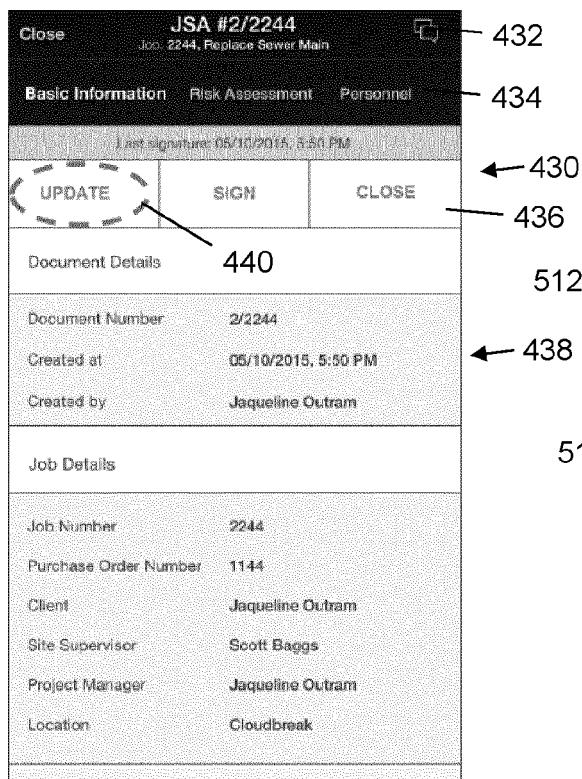 Close JSA #2/2244 432
Job: 2244, Replace Sewer Main
Basic Information Risk Assessment Personnel 434
Last signature: 05/10/2015, 5:50 PM
430
UPDATE SIGN CLOSE
436
Document Details 440
512
Document Number 2/2244
438
Created at 05/10/2015, 5:50 PM
Created by Jaqueline Outram
Job Details
51
Job Number 2244
Purchase Order Number 1144
Client Jaqueline Outram
Site Supervisor Scott Baggs
Project Manager Jaqueline Outram
Location Cloudbreak